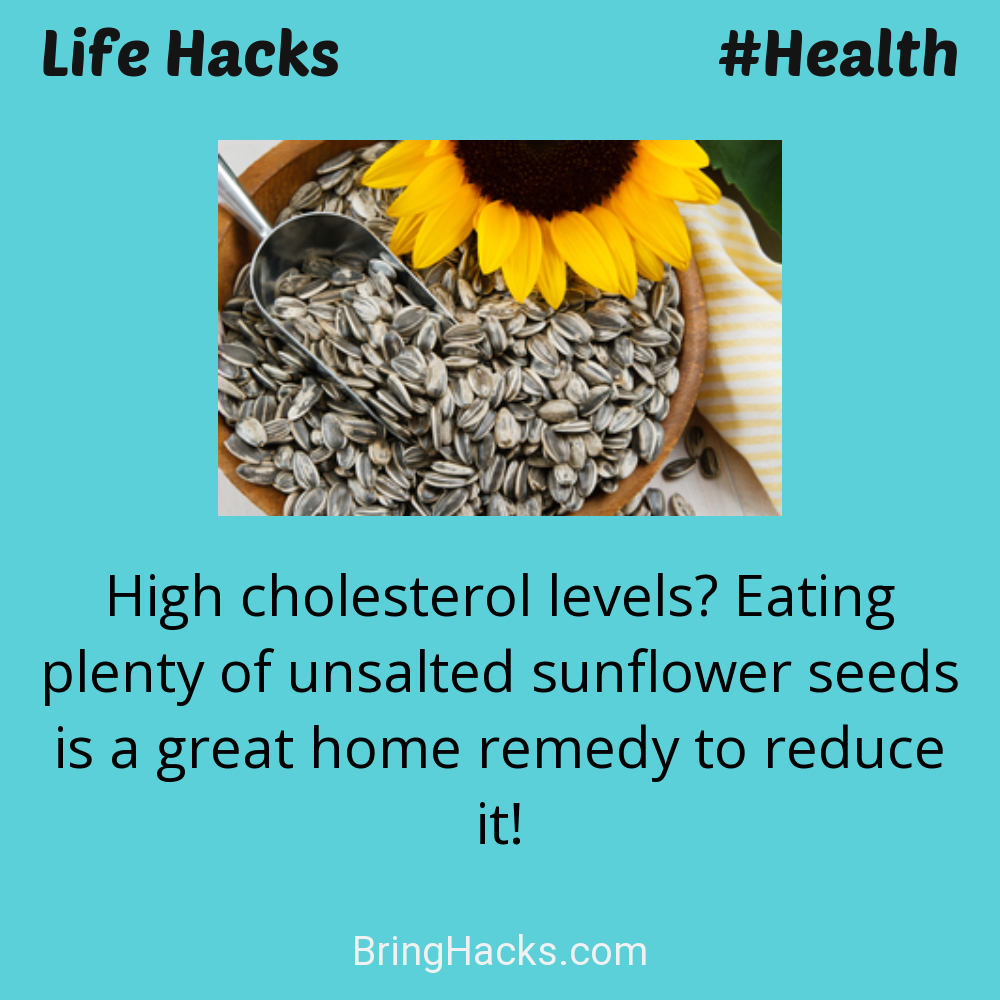 Life Hacks
#Health
High cholesterol levels? Eating
plenty of unsalted sunflower seeds
is a great home remedy to reduce
it!
BringHacks.com